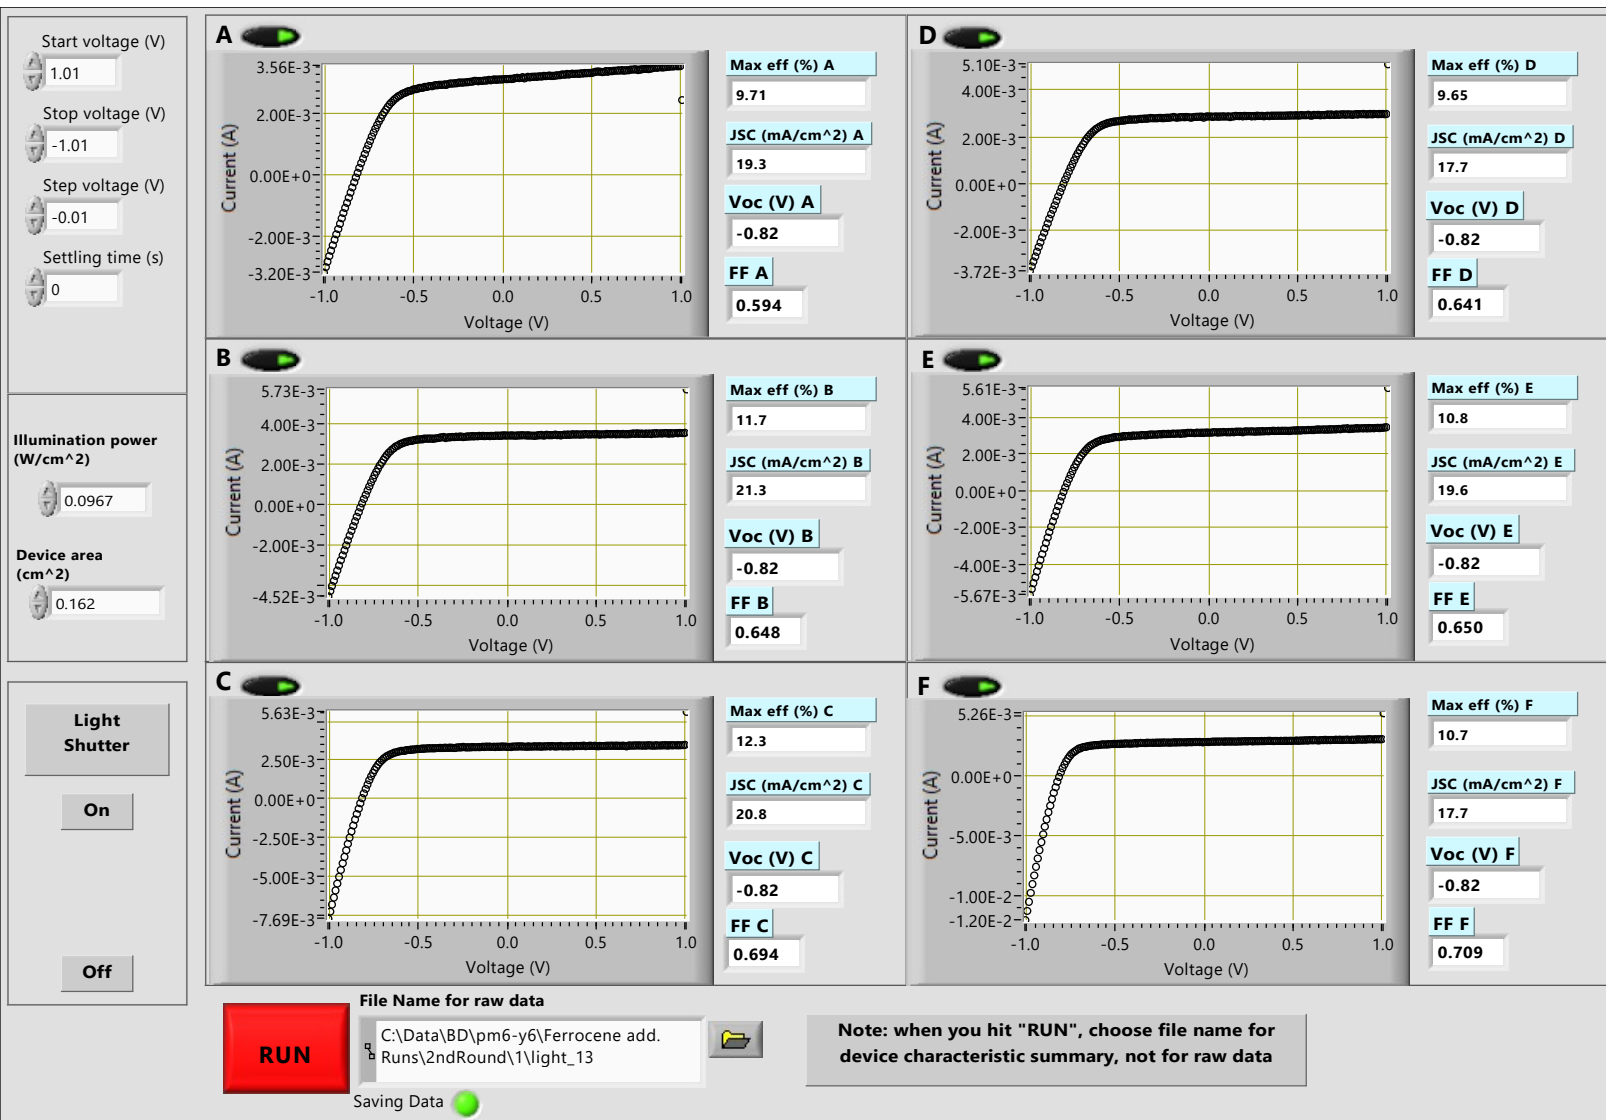 Start voltage (V)
1.01
Stop voltage (V)
-1.01
Step voltage (V)
-0.01
Settling time (s)
0
Illumination power
(W/cm^2)
0.0967
Device area
(cm^2)
0.162
Light
Shutter
On
Off
A
3.56E-3
2.00E-3
0.00E+0
-2.00E-3
-3.20E-3
Current (A)
-1.0 -0.5 0.0 0.5 1.0
Voltage (V)
Max eff (%) A
9.71
JSC (mA/cm^2) A
19.3
Voc (V) A
-0.82
FF A
0.594
D
5.10E-3
4.00E-3
2.00E-3
0.00E+0
-2.00E-3
-3.72E-3
Current (A)
-1.0 -0.5 0.0 0.5 1.0
Voltage (V)
Max eff (%) D
9.65
JSC (mA/cm^2) D
17.7
Voc (V) D
-0.82
FF D
0.641
B
5.73E-3
4.00E-3
2.00E-3
0.00E+0
-2.00E-3
-4.52E-3
Current (A)
-1.0 -0.5 0.0 0.5 1.0
Voltage (V)
Max eff (%) B
11.7
JSC (mA/cm^2) B
21.3
Voc (V) B
-0.82
FF B
0.648
E
5.61E-3
4.00E-3
2.00E-3
0.00E+0
-2.00E-3
-4.00E-3
-5.67E-3
Current (A)
-1.0 -0.5 0.0 0.5 1.0
Voltage (V)
Max eff (%) E
10.8
JSC (mA/cm^2) E
19.6
Voc (V) E
-0.82
FF E
0.650
C
5.63E-3
2.50E-3
0.00E+0
-2.50E-3
-5.00E-3
-7.69E-3
Current (A)
-1.0 -0.5 0.0 0.5 1.0
Voltage (V)
Max eff (%) C
12.3
JSC (mA/cm^2) C
20.8
Voc (V) C
-0.82
FF C
0.694
F
5.26E-3
0.00E+0
-5.00E-3
-1.00E-2
-1.20E-2
Current (A)
-1.0 -0.5 0.0 0.5 1.0
Voltage (V)
Max eff (%) F
10.7
JSC (mA/cm^2) F
17.7
Voc (V) F
-0.82
FF F
0.709
RUN
File Name for raw data
C:\Data\BD\pm6-y6\Ferrocene add.
Runs\2ndRound\1\light_13
Saving Data
Note: when you hit "RUN", choose file name for
device characteristic summary, not for raw data